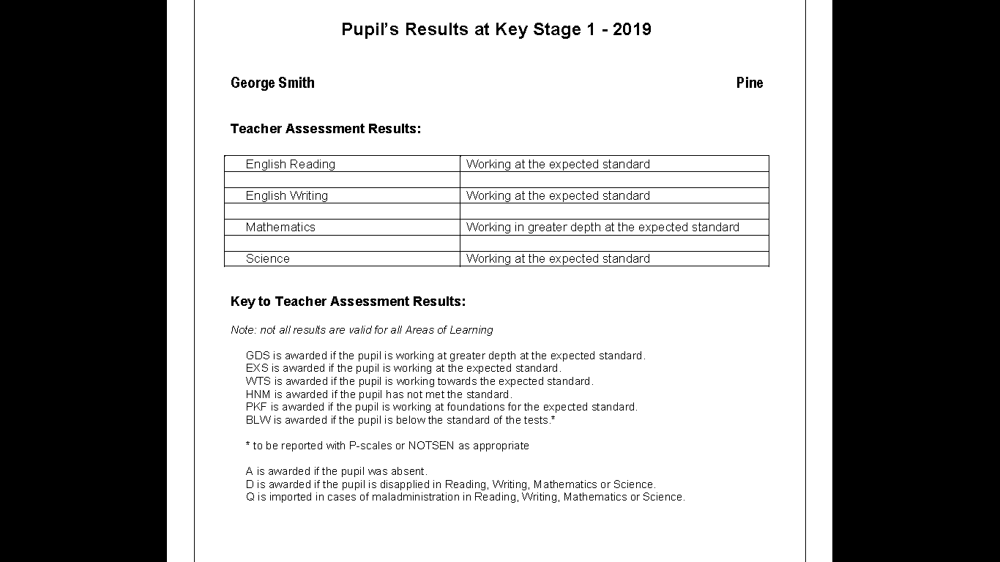 Pupil’s Results at Key Stage 1 - 2019
George Smith Pine
Teacher Assessment Results:
English Reading Working at the expected standard
English Writing Working at the expected standard
Mathematics Working in greater depth at the expected standard
Science Working at the expected standard
Key to Teacher Assessment Results:
Note: not all results are valid for all Areas of Learning
GDS is awarded if the pupil is working at greater depth at the expected standard.
EXS is awarded if the pupil is working at the expected standard.
WTS is awarded if the pupil is working towards the expected standard.
HNM is awarded if the pupil has not met the standard.
PKF is awarded if the pupil is working at foundations for the expected standard.
BLW is awarded if the pupil is below the standard of the tests.*
* to be reported with P-scales or NOTSEN as appropriate
A is awarded if the pupil was absent.
D is awarded if the pupil is disapplied in Reading, Writing, Mathematics or Science.
Q is imported in cases of maladministration in Reading, Writing, Mathematics or Science.